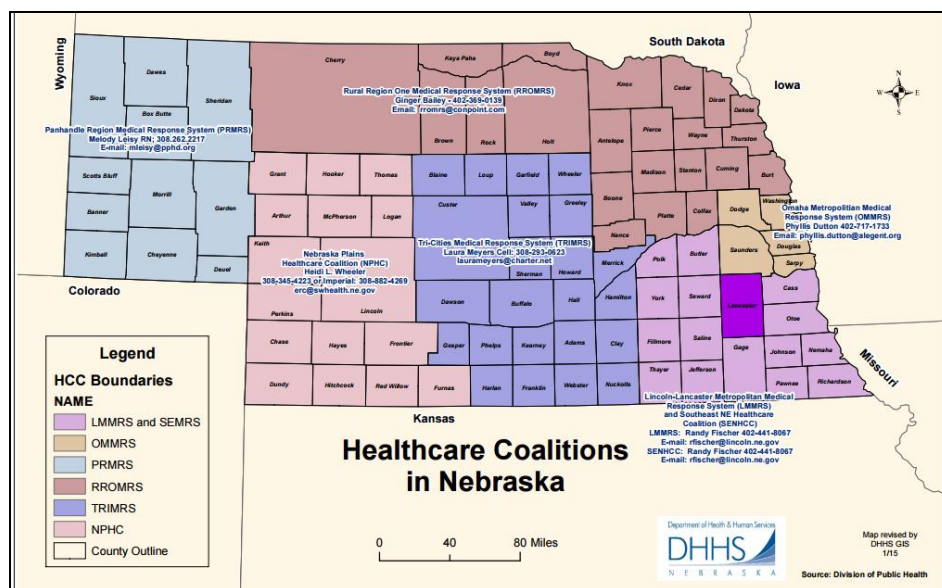 South Dakota
Wyoming
Iowa
N
W
E
S
Cherry
Keya Paha
Boyd
Knox
Cedar
Dixon
Dakota
Dawes
Sioux
Sheridan
Box Butte
Rural Region One Medical Response System (RROMRS)
Ginger Bailey - 402-369-0139
Email: rromrs@conpoint.com
Panhandle Region Medical Response System (PRMRS)
Melody Leisy RN; 308.262.2217
E-mail: mleisy@pphd.org
Brown
Rock
Holt
Antelope
Pierce
Wayne
Thurston
Madison
Stanton
Cuming
Burt
Scotts Bluff
Banner
Morrill
Garden
Kimball
Cheyenne
Deuel
Grant
Hooker
Thomas
Blaine
Loup
Garfield
Wheeler
Boone
Platte
Colfax
Dodge
Washington
Arthur
McPherson
Logan
Custer
Valley
Greeley
Nance
Omaha Metropolitan Medical
Response System (OMMRS)
Phyllis Dutton 402-717-1733
Email: phyllis.dutton@alegent.org
Keith
Nebraska Plains
Healthcare Coalition (NPHC)
Heidi L. Wheeler
308-345-4223 or Imperial: 308-882-4269
erc@swhealth.ne.gov
Tri-Cities Medical Response System (TRIMRS)
Laura Meyers Cell: 308-293-0623
laurameyers@charter.net
Sherman
Howard
Merrick
Polk
Butler
Saunders
Douglas
Sarpy
Perkins
Lincoln
Dawson
Buffalo
Hall
Hamilton
York
Seward
Lancaster
Cass
Otoe
Chase
Hayes
Frontier
Gosper
Phelps
Kearney
Adams
Clay
Fillmore
Saline
Gage
Johnson
Nemaha
Dundy
Hitchcock
Red Willow
Furnas
Harlan
Franklin
Webster
Nuckolls
Thayer
Jefferson
Pawnee
Richardson
Colorado
Kansas
Missouri
Lincoln-Lancaster Metropolitan Medical
Response System (LMMRS)
and Southeast NE Healthcare
Coalition (SENHCC)
LMMRS: Randy Fischer 402-441-8067
E-mail: rfischer@lincoln.ne.gov
SENHCC: Randy Fischer 402-441-8067
E-mail: rfischer@lincoln.ne.gov
Legend
HCC Boundaries
NAME
LMMRS and SEMRS
OMMRS
PRMRS
RROMRS
TRIMRS
NPHC
County Outline
Healthcare Coalitions
in Nebraska
0 40 80 Miles
Department of Health & Human Services
DHHS
NEBRASKA
Map revised by
DHHS GIS
1/15
Source: Division of Public Health